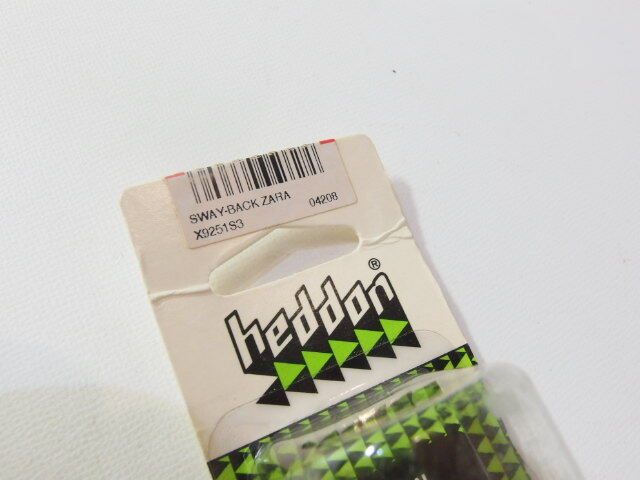 SWAY-BACK ZARA 04208
X9251S3
heddon®